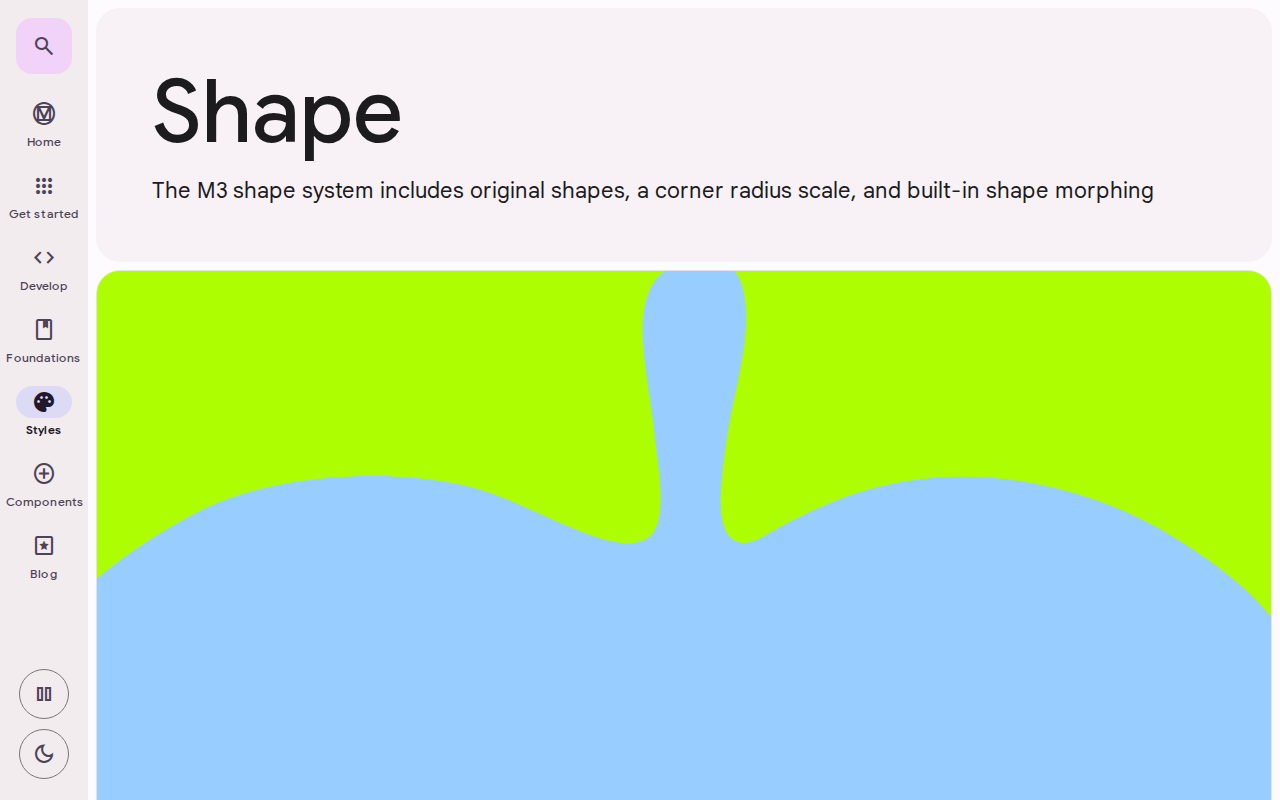 Shape
The M3 shape system includes original shapes, a corner radius scale, and built-in shape morphing
Home
Get started
Develop
Foundations
Styles
Components
Blog